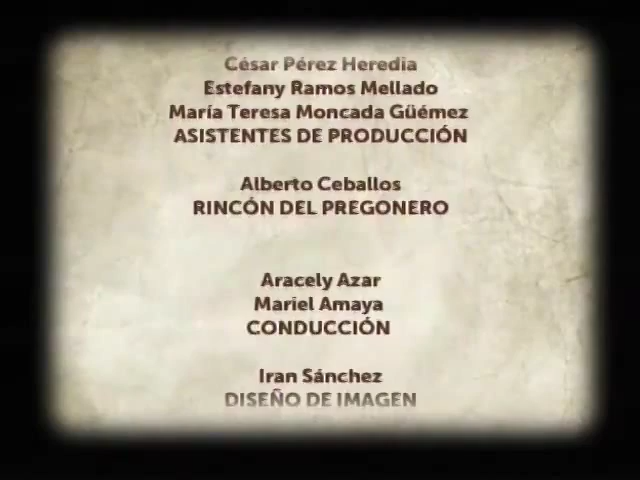 César Pérez Heredia
Estefany Ramos Mellado
María Teresa Moncada Güémez
ASISTENTES DE PRODUCCIÓN
Alberto Ceballos
RINCÓN DEL PREGONERO
Aracely Azar
Mariel Amaya
CONDUCCIÓN
Iran Sánchez
DISEÑO DE IMAGEN